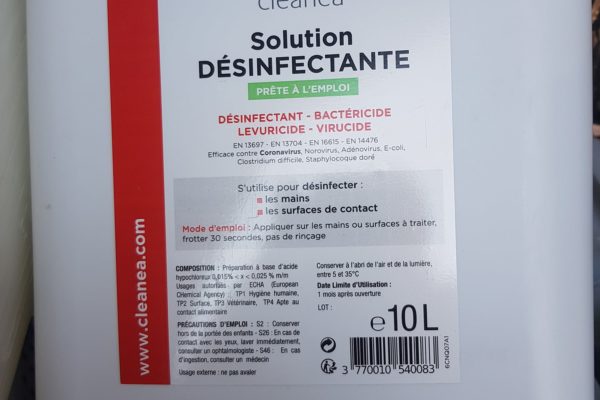 cleanea
Solution
DÉSINFECTANTE
PRÊTE À L'EMPLOI
DÉSINFECTANT - BACTÉRICIDE
LEVURICIDE - VIRUCIDE
EN 13697 - EN 13704 - EN 16615 - EN 14476
Efficace contre Coronavirus, Norovirus, Adénovirus, E-coli,
Clostridium difficile, Staphylocoque doré
S'utilise pour désinfecter :
les mains
les surfaces de contact
Mode d'emploi : Appliquer sur les mains ou surfaces à traiter,
frotter 30 secondes, pas de rinçage
COMPOSITION : Préparation à base d'acide
hypochloreux 0,015% < x < 0,025 % m/m
Usages autorisés par ECHA (European
CHemical Agency) : TP1 Hygiène humaine,
TP2 Surface, TP3 Vétérinaire, TP4 Apte au
contact alimentaire
PRÉCAUTIONS D'EMPLOI : S2 : Conserver
hors de la portée des enfants - S26 : En cas de
contact avec les yeux, laver immédiatement,
consulter un ophtalmologiste - S46 : En cas
d'ingestion, consulter un médecin
Usage externe : ne pas avaler
Conserver à l'abri de l'air et de la lumière,
entre 5 et 35°C
Date Limite d'Utilisation :
1 mois après ouverture
LOT :
e 10 L
3 770010 540083
6CNQ07A1
www.cleanea.com